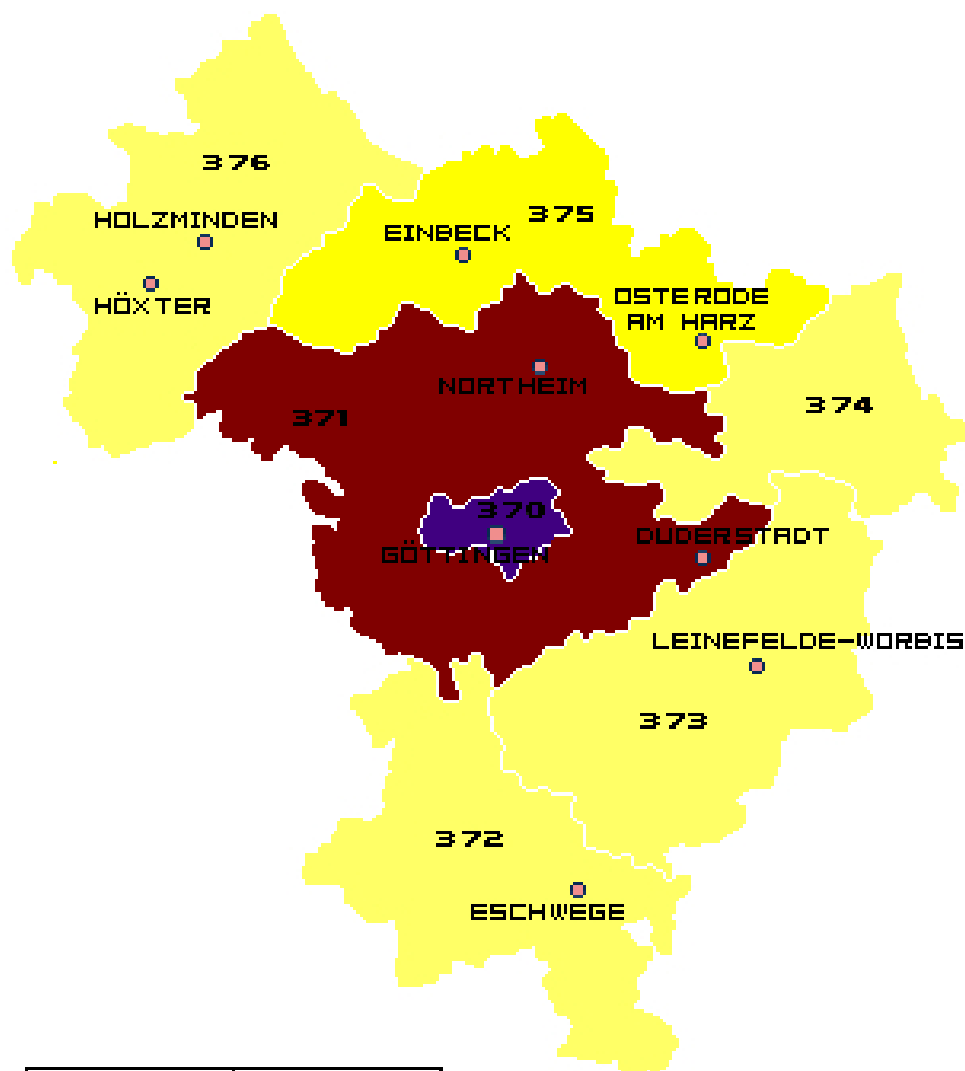 376
HOLZMINDEN
375
EINBECK
HÖXTER
OSTERODE
AM HARZ
NORTHEIM
371
374
370
GÖTTINGEN
DUDERSTADT
LEINEFELDE-WORBIS
373
372
ESCHWEGE